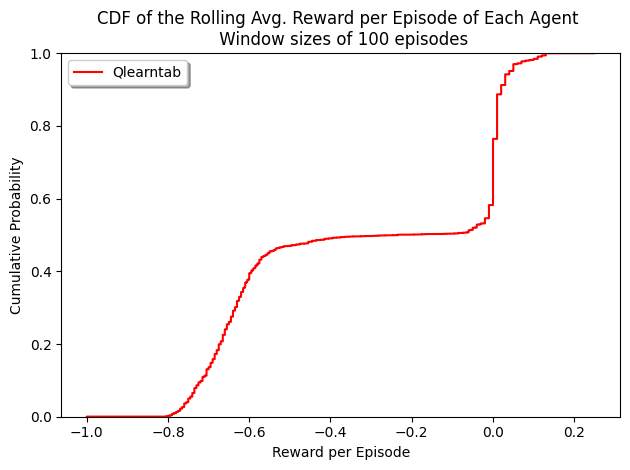 CDF of the Rolling Avg. Reward per Episode of Each Agent
Window sizes of 100 episodes
Qlearntab
Cumulative Probability
1.0
0.8
0.6
0.4
0.2
0.0
−1.0
−0.8
−0.6
−0.4
−0.2
0.0
0.2
Reward per Episode